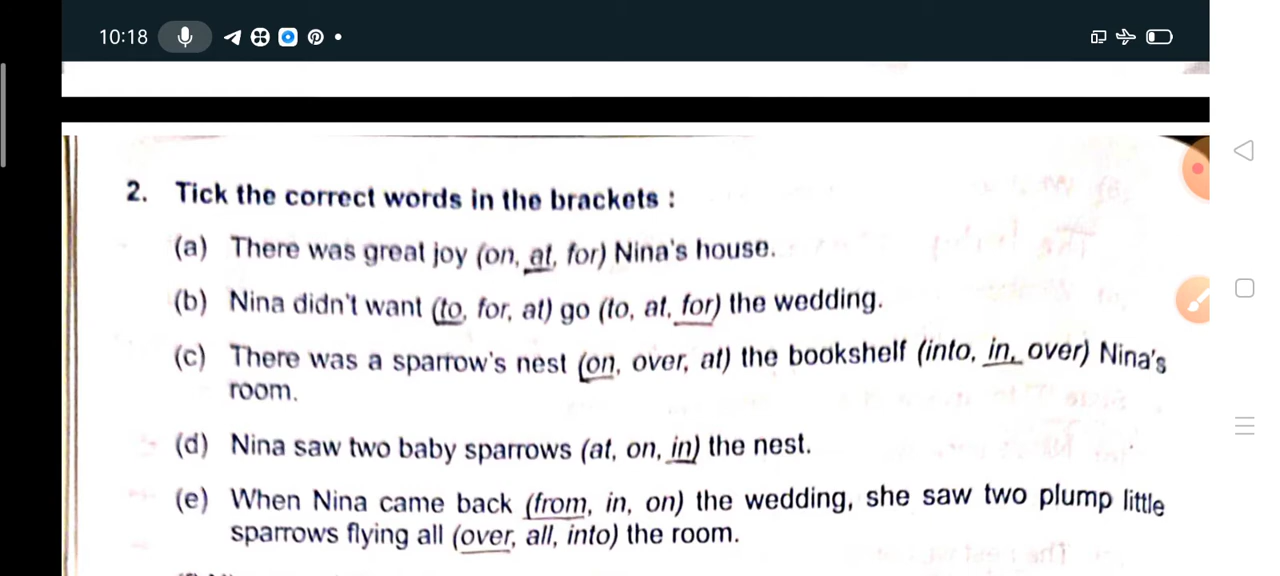 10:18
2. Tick the correct words in the brackets :
(a) There was great joy (on, at, for) Nina's house.
(b) Nina didn't want (to, for, at) go (to, at, for) the wedding.
(c) There was a sparrow's nest (on, over, at) the bookshelf (into, in, over) Nina's
room.
(d) Nina saw two baby sparrows (at, on, in) the nest.
(e) When Nina came back (from, in, on) the wedding, she saw two plump little
sparrows flying all (over, all, into) the room.